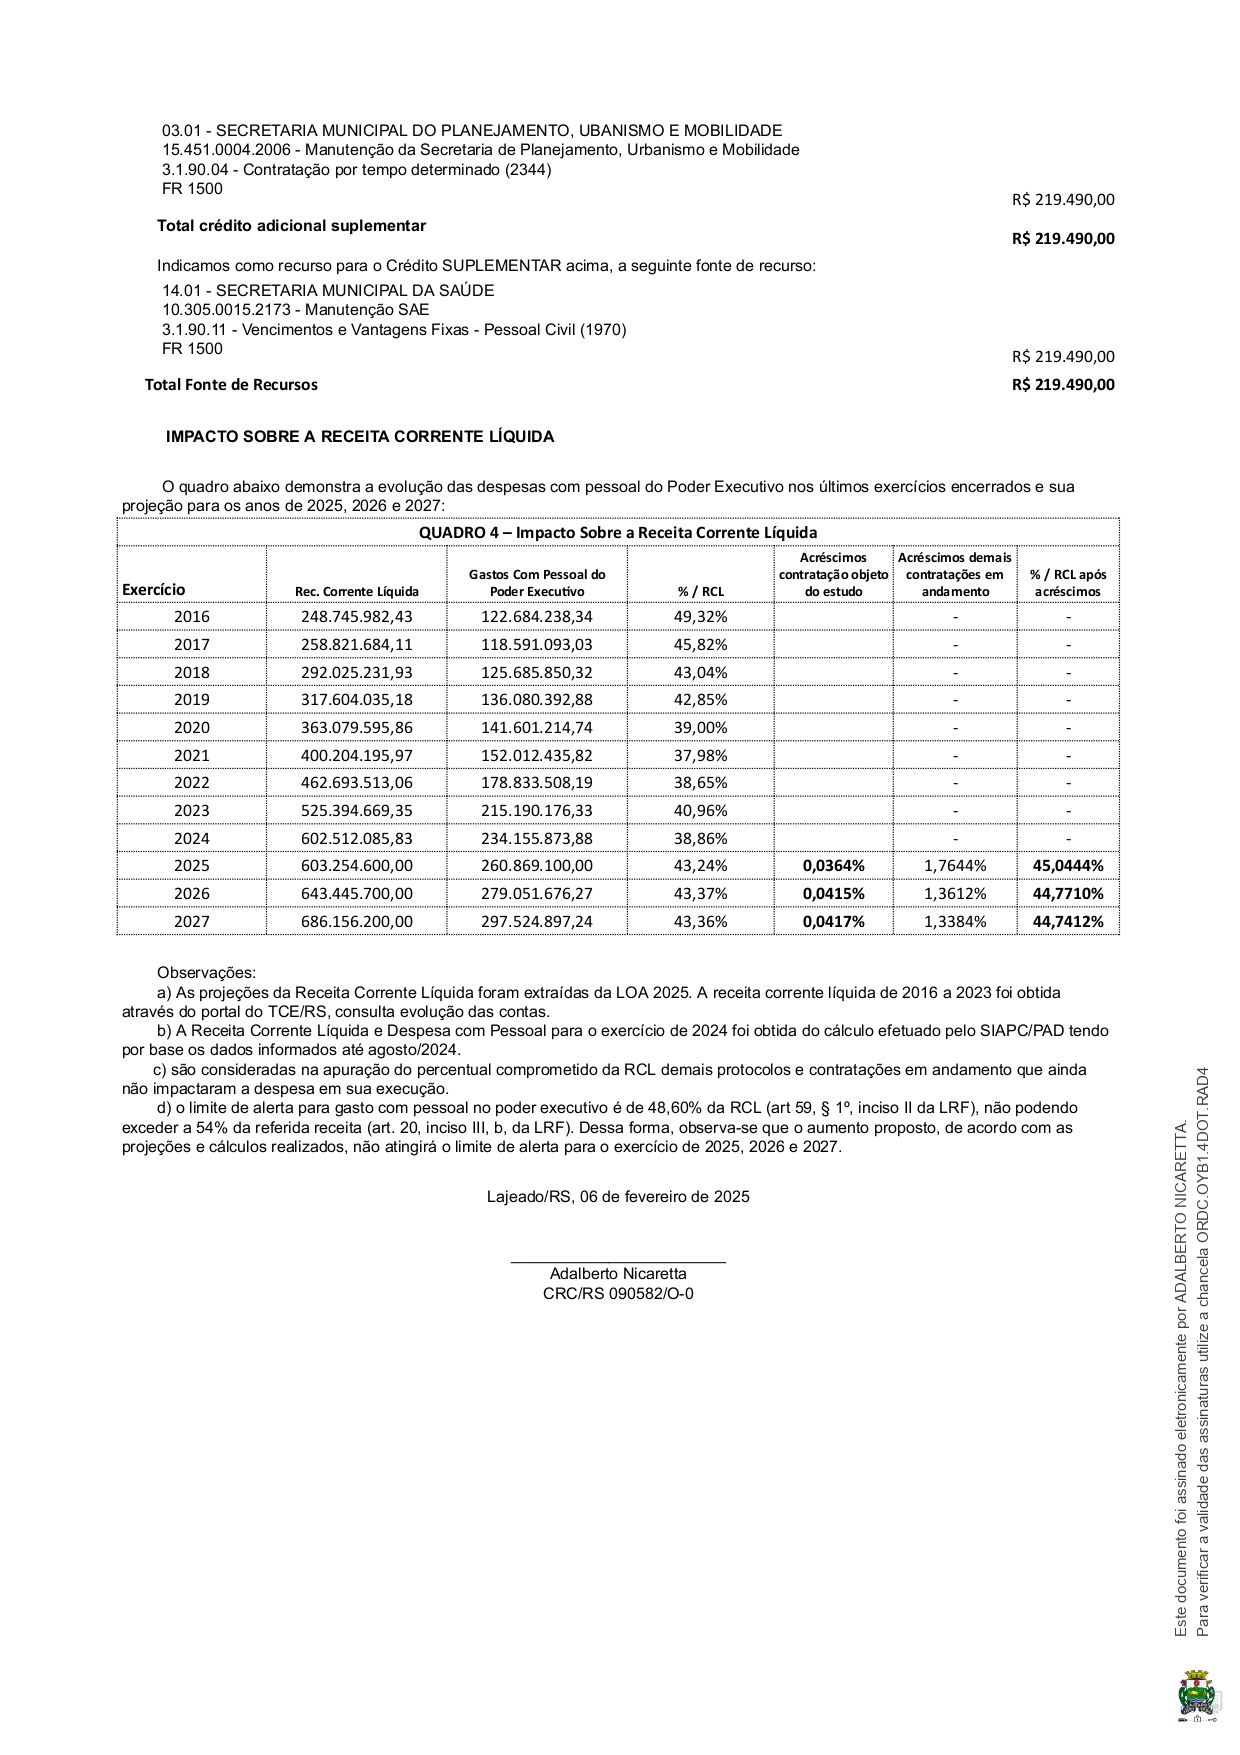 03.01 - SECRETARIA MUNICIPAL DO PLANEJAMENTO, UBANISMO E MOBILIDADE
15.451.0004.2006 - Manutenção da Secretaria de Planejamento, Urbanismo e Mobilidade
3.1.90.04 - Contratação por tempo determinado (2344)
FR 1500
R$ 219.490,00
Total crédito adicional suplementar
R$ 219.490,00
Indicamos como recurso para o Crédito SUPLEMENTAR acima, a seguinte fonte de recurso:
14.01 - SECRETARIA MUNICIPAL DA SAÚDE
10.305.0015.2173 - Manutenção SAE
3.1.90.11 - Vencimentos e Vantagens Fixas - Pessoal Civil (1970)
FR 1500
R$ 219.490,00
Total Fonte de Recursos R$ 219.490,00
IMPACTO SOBRE A RECEITA CORRENTE LÍQUIDA
O quadro abaixo demonstra a evolução das despesas com pessoal do Poder Executivo nos últimos exercícios encerrados e sua
projeção para os anos de 2025, 2026 e 2027:
QUADRO 4 – Impacto Sobre a Receita Corrente Líquida
Exercício Rec. Corrente Líquida Gastos Com Pessoal do Poder Executivo % / RCL Acréscimos contratação objeto do estudo Acréscimos demais contratações em andamento % / RCL após acréscimos
2016 248.745.982,43 122.684.238,34 49,32% - -
2017 258.821.684,11 118.591.093,03 45,82% - -
2018 292.025.231,93 125.685.850,32 43,04% - -
2019 317.604.035,18 136.080.392,88 42,85% - -
2020 363.079.595,86 141.601.214,74 39,00% - -
2021 400.204.195,97 152.012.435,82 37,98% - -
2022 462.693.513,06 178.833.508,19 38,65% - -
2023 525.394.669,35 215.190.176,33 40,96% - -
2024 602.512.085,83 234.155.873,88 38,86% - -
2025 603.254.600,00 260.869.100,00 43,24% 0,0364% 1,7644% 45,0444%
2026 643.445.700,00 279.051.676,27 43,37% 0,0415% 1,3612% 44,7710%
2027 686.156.200,00 297.524.897,24 43,36% 0,0417% 1,3384% 44,7412%
Observações:
a) As projeções da Receita Corrente Líquida foram extraídas da LOA 2025. A receita corrente líquida de 2016 a 2023 foi obtida
através do portal do TCE/RS, consulta evolução das contas.
b) A Receita Corrente Líquida e Despesa com Pessoal para o exercício de 2024 foi obtida do cálculo efetuado pelo SIAPC/PAD tendo
por base os dados informados até agosto/2024.
c) são consideradas na apuração do percentual comprometido da RCL demais protocolos e contratações em andamento que ainda
não impactaram a despesa em sua execução.
d) o limite de alerta para gasto com pessoal no poder executivo é de 48,60% da RCL (art 59, § 1º, inciso II da LRF), não podendo
exceder a 54% da referida receita (art. 20, inciso III, b, da LRF). Dessa forma, observa-se que o aumento proposto, de acordo com as
projeções e cálculos realizados, não atingirá o limite de alerta para o exercício de 2025, 2026 e 2027.
Lajeado/RS, 06 de fevereiro de 2025
Adalberto Nicaretta
CRC/RS 090582/O-0
Este documento foi assinado eletronicamente por ADALBERTO NICARETTA.
Para verificar a validade das assinaturas utilize a chancela ORDC.OYB1.4DOT.RAD4